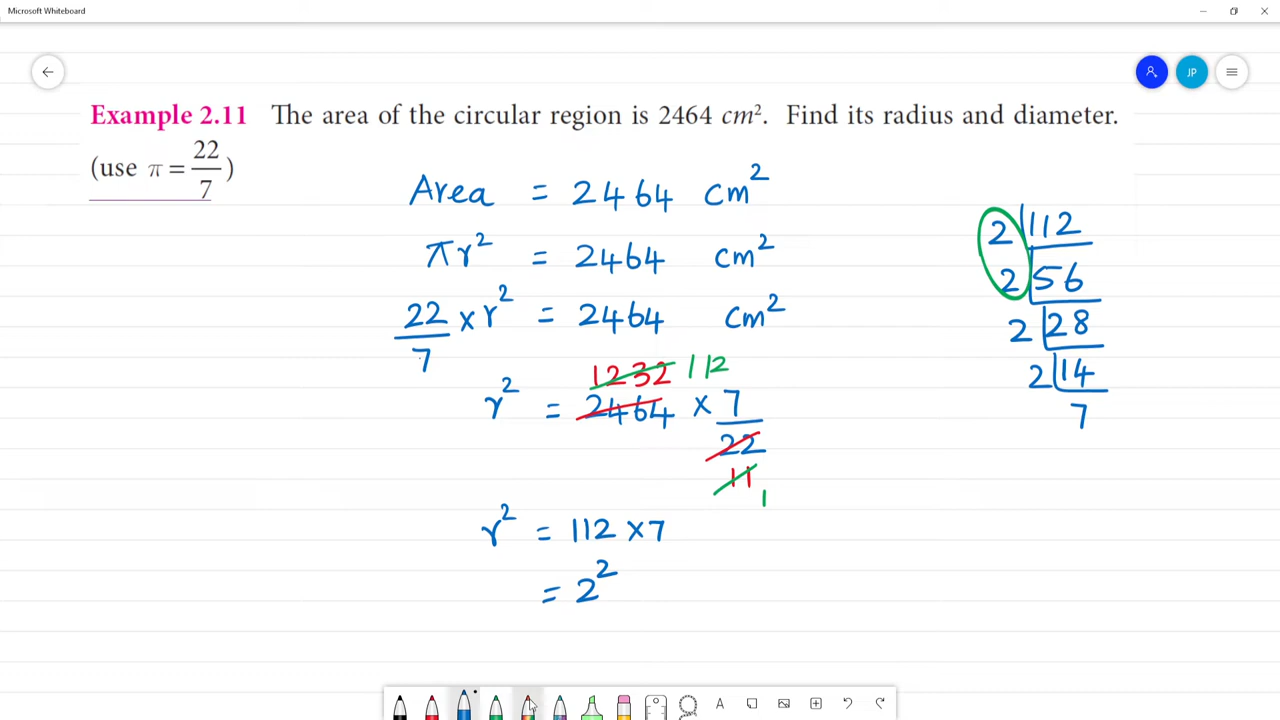 Microsoft Whiteboard
JP
Example 2.11 The area of the circular region is 2464 cm². Find its radius and diameter.
(use π = 22/7)
Area = 2464 cm²
πr² = 2464 cm²
22/7 × r² = 2464 cm²
1232 112
r² = 2464 × 7/22
11
1
r² = 112 × 7
= 2²
2 | 112
2 | 56
2 | 28
2 | 14
7
A